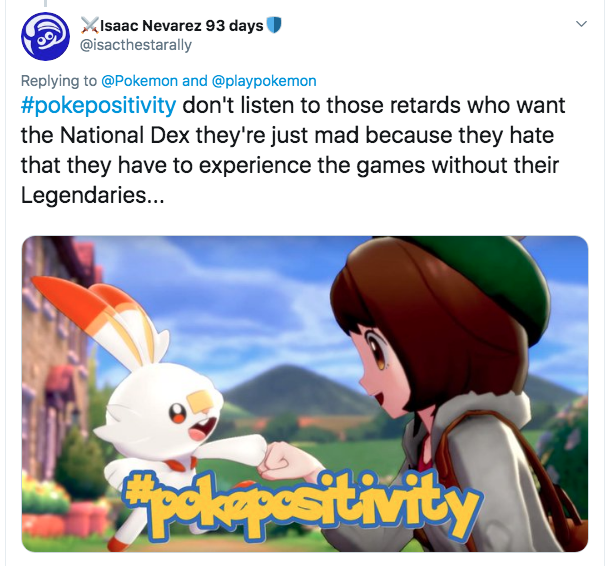 Isaac Nevarez 93 days
@isacthestarally
Replying to @Pokemon and @playpokemon
#pokepositivity don't listen to those retards who want
the National Dex they're just mad because they hate
that they have to experience the games without their
Legendaries...
#pokepositivity